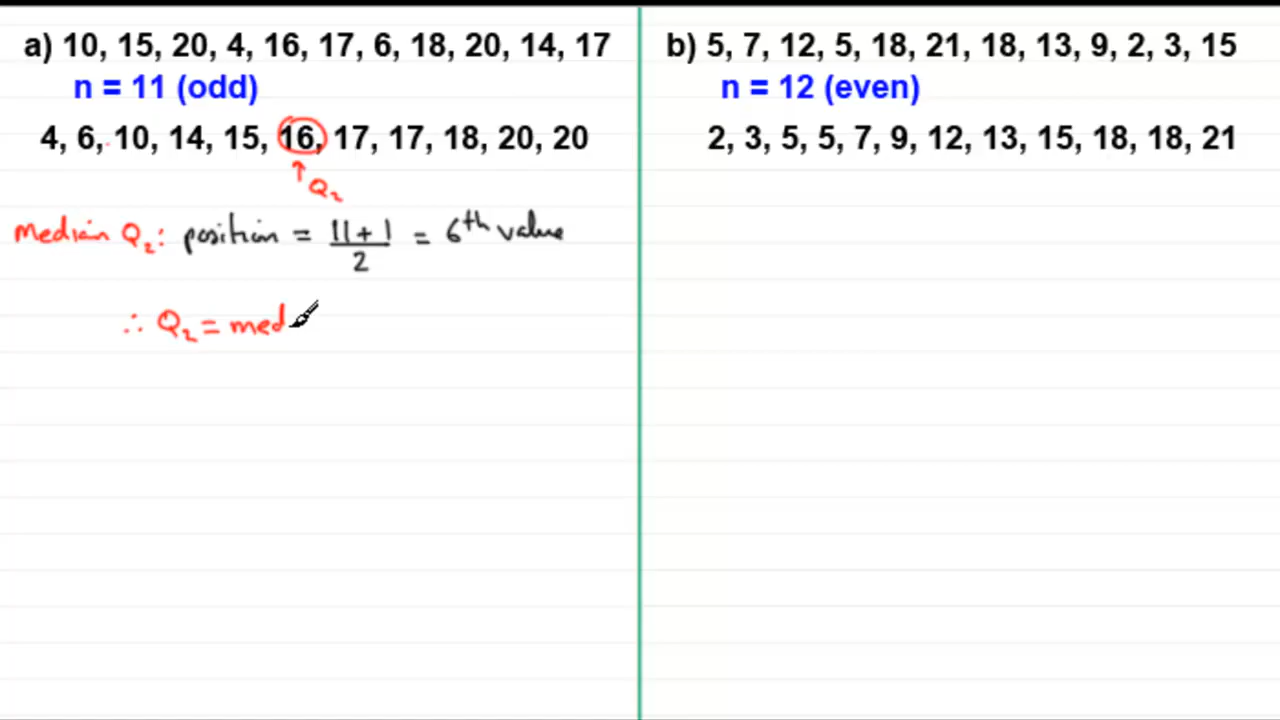 a) 10, 15, 20, 4, 16, 17, 6, 18, 20, 14, 17
n = 11 (odd)
4, 6, 10, 14, 15, 16, 17, 17, 18, 20, 20
↑
Q₂
Median Q₂: position = 11 + 1 / 2 = 6th value
∴ Q₂ = med
b) 5, 7, 12, 5, 18, 21, 18, 13, 9, 2, 3, 15
n = 12 (even)
2, 3, 5, 5, 7, 9, 12, 13, 15, 18, 18, 21